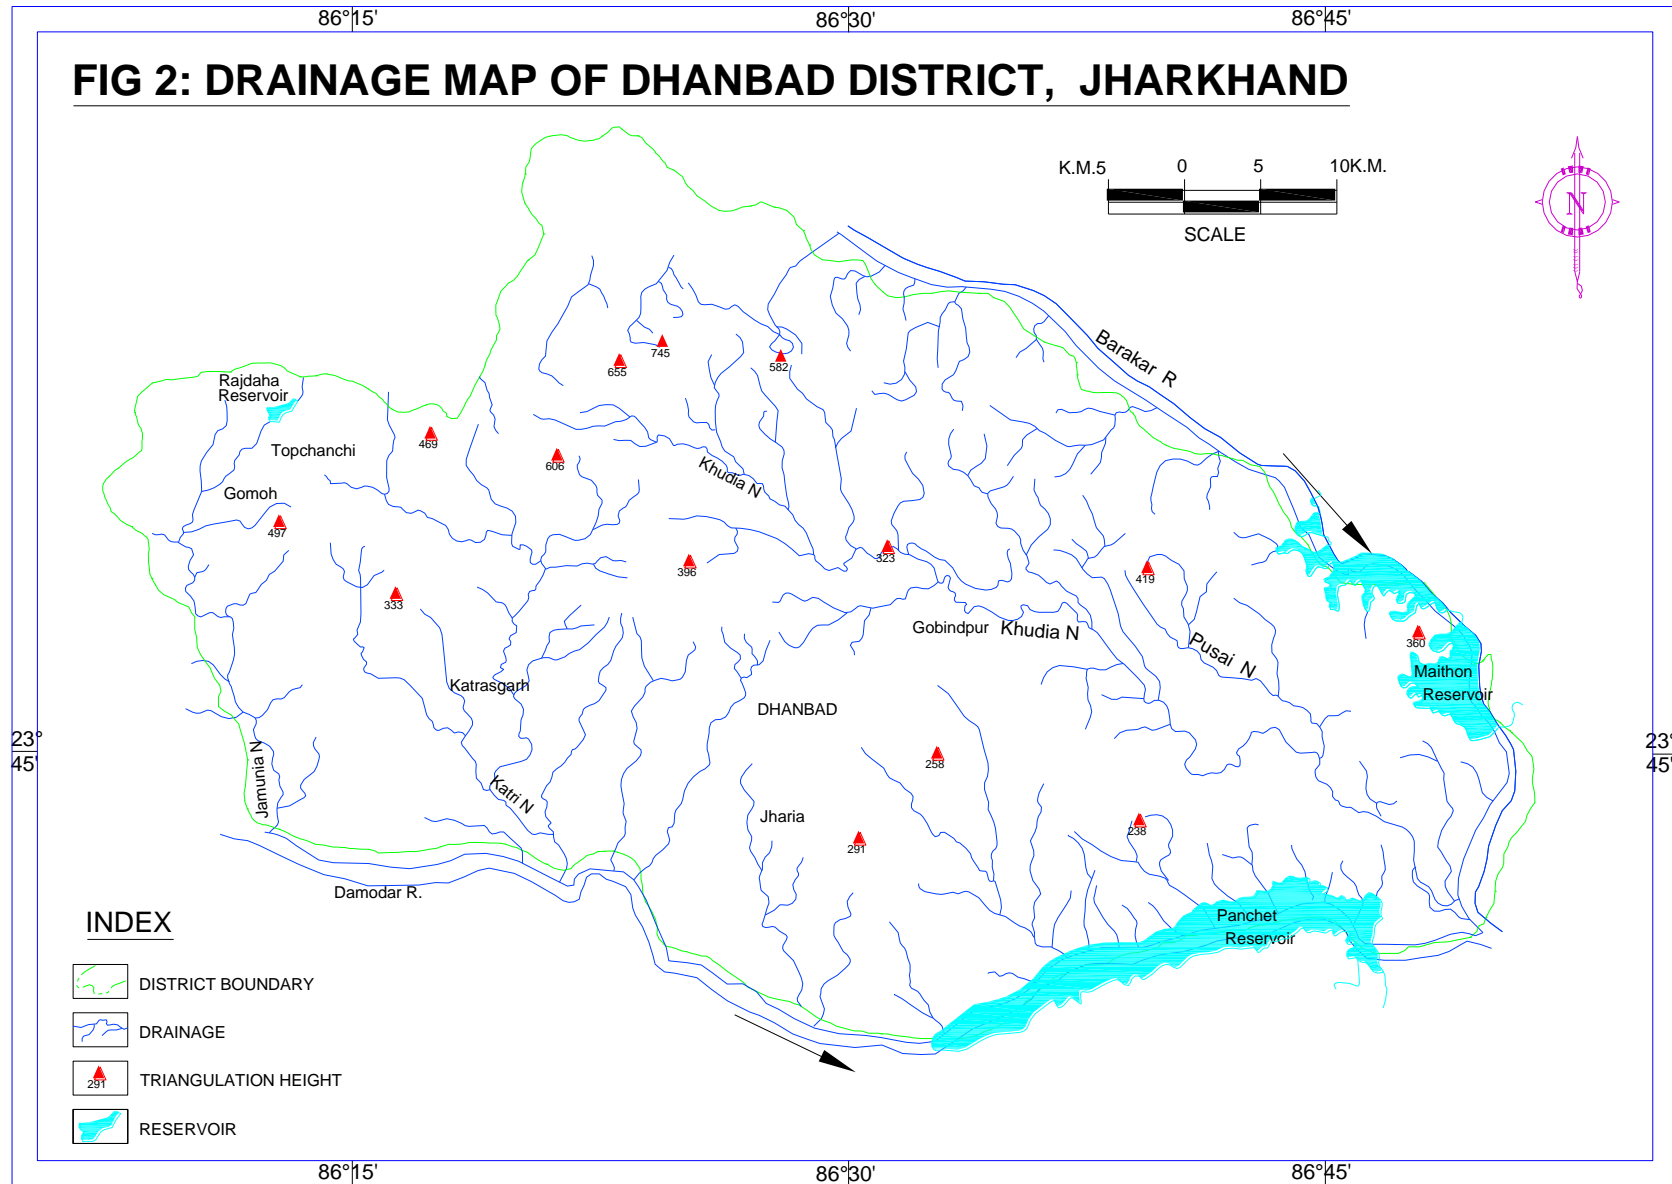 86°15'
86°30'
86°45'
FIG 2: DRAINAGE MAP OF DHANBAD DISTRICT, JHARKHAND
K.M.5 0 5 10K.M.
SCALE
N
Barakar R
745
655
582
Rajdaha
Reservoir
469
Topchanchi
606
Khudia N
Gomoh
497
323
396
419
333
Gobindpur
Khudia N
Pusai N
360
Maithon
Reservoir
Katrasgarh
DHANBAD
23°
45'
23°
45'
Jamunia N
258
Katri N
Jharia
291
238
Damodar R.
Panchet
Reservoir
INDEX
DISTRICT BOUNDARY
DRAINAGE
291
TRIANGULATION HEIGHT
RESERVOIR
86°15'
86°30'
86°45'